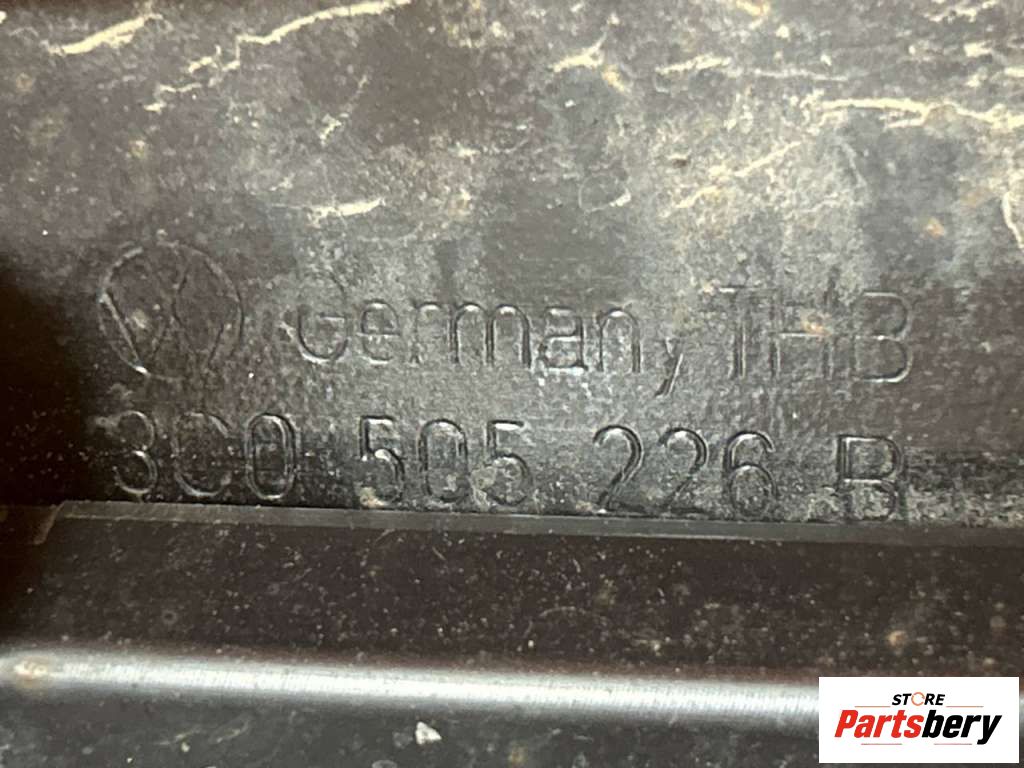 Germany THB
3C0 505 226 B
STORE
Partsbery